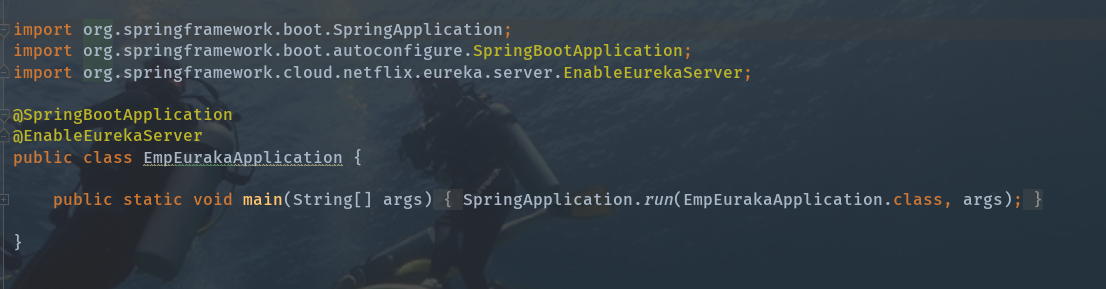 import org.springframework.boot.SpringApplication;
import org.springframework.boot.autoconfigure.SpringBootApplication;
import org.springframework.cloud.netflix.eureka.server.EnableEurekaServer;
@SpringBootApplication
@EnableEurekaServer
public class EmpEurakaApplication {
public static void main(String[] args) { SpringApplication.run(EmpEurakaApplication.class, args); }
}